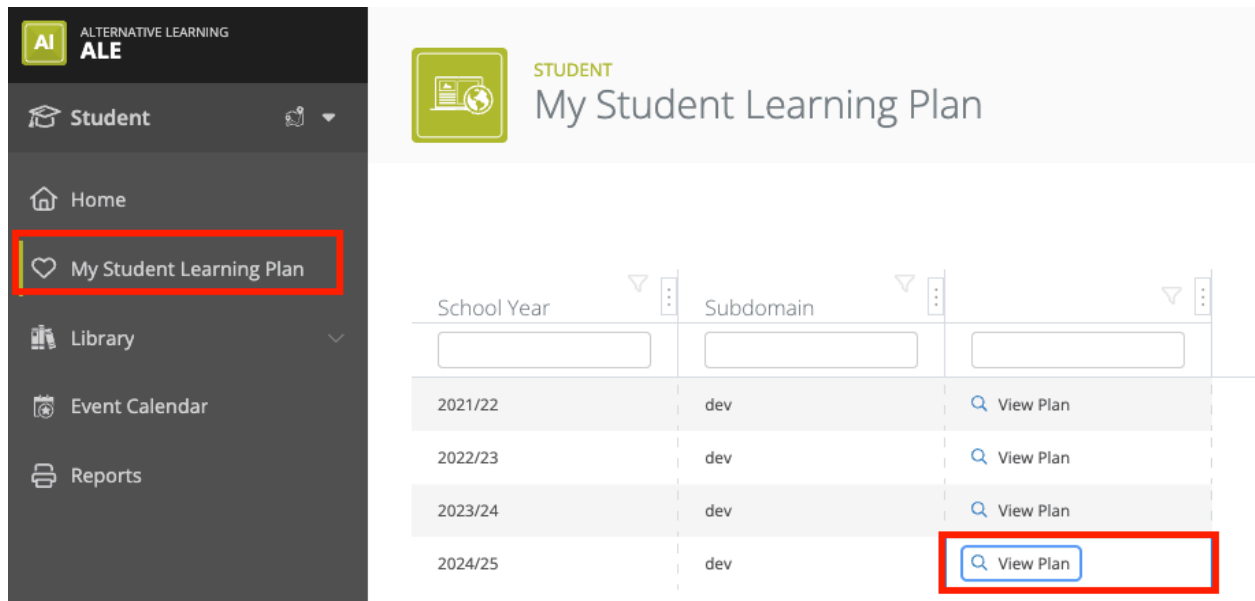 AI
ALTERNATIVE LEARNING
ALE
Student
Home
My Student Learning Plan
Library
Event Calendar
Reports
STUDENT
My Student Learning Plan
School Year Subdomain
2021/22 dev View Plan
2022/23 dev View Plan
2023/24 dev View Plan
2024/25 dev View Plan